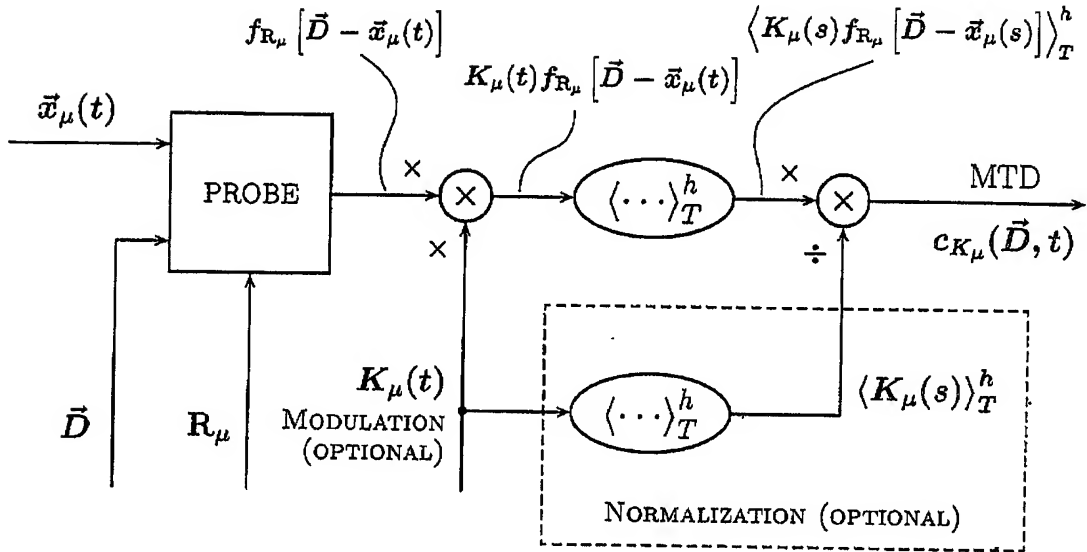 f_{R_μ} [D⃗ − x⃗_μ(t)]
⟨K_μ(s) f_{R_μ} [D⃗ − x⃗_μ(s)]⟩^h_T
K_μ(t) f_{R_μ} [D⃗ − x⃗_μ(t)]
x⃗_μ(t)
PROBE
×
×
×
⟨···⟩^h_T
×
×
÷
MTD
c_{K_μ}(D⃗, t)
D⃗
R_μ
K_μ(t)
MODULATION
(OPTIONAL)
⟨···⟩^h_T
⟨K_μ(s)⟩^h_T
NORMALIZATION (OPTIONAL)